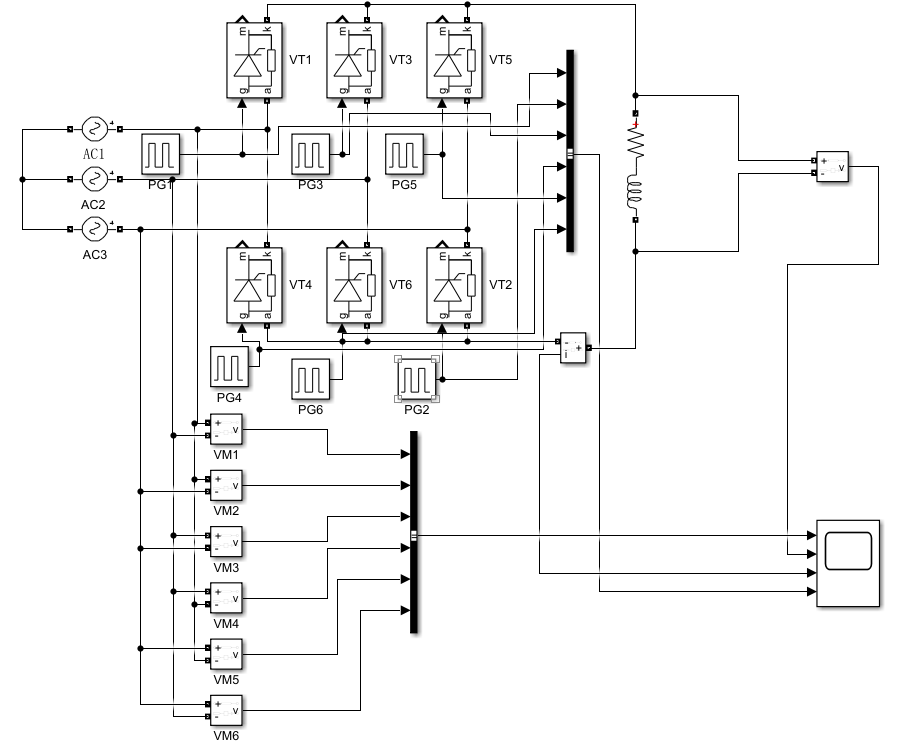 m k
g a
VT1
m k
g a
VT3
m k
g a
VT5
AC1
PG1
PG3
PG5
AC2
AC3
+
-
v
m k
g a
VT4
m k
g a
VT6
m k
g a
VT2
-
i +
PG4
PG6
PG2
+
- v
VM1
+
- v
VM2
+
- v
VM3
+
- v
VM4
+
- v
VM5
+
- v
VM6